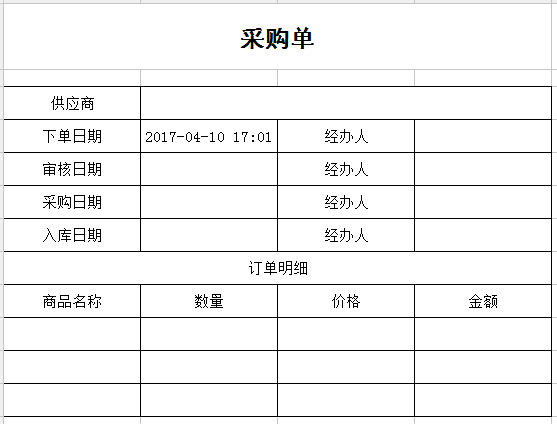 采购单
供应商
下单日期 2017-04-10 17:01 经办人
审核日期 经办人
采购日期 经办人
入库日期 经办人
订单明细
商品名称 数量 价格 金额